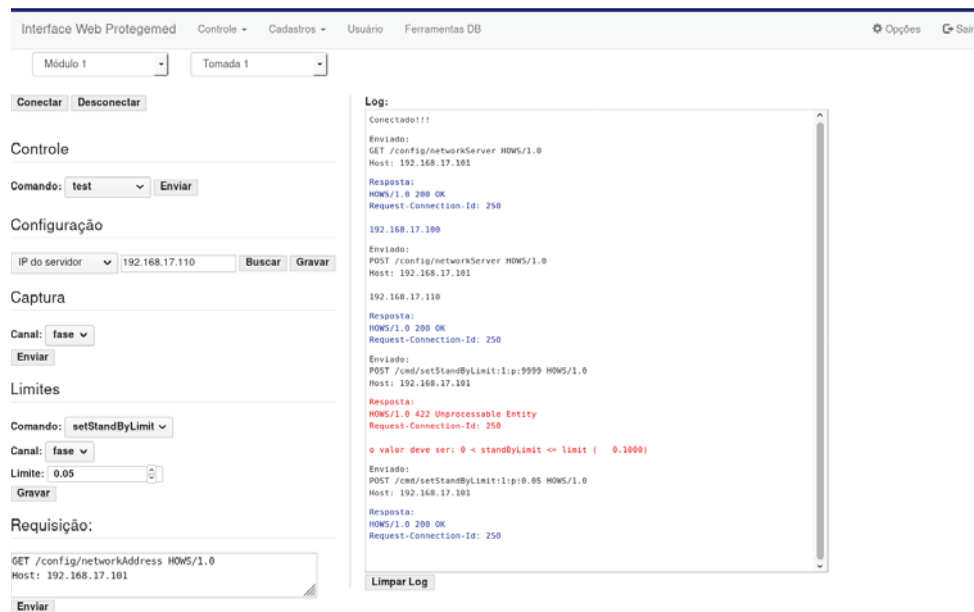 Interface Web Protegemed Controle Cadastros Usuário Ferramentas DB Opções Sair
Módulo 1 Tomada 1
Conectar Desconectar
Controle
Comando: test Enviar
Configuração
IP do servidor 192.168.17.110 Buscar Gravar
Captura
Canal: fase
Enviar
Limites
Comando: setStandByLimit
Canal: fase
Limite: 0.05
Gravar
Requisição:
GET /config/networkAddress HOWS/1.0
Host: 192.168.17.101
Enviar
Log:
Conectado!!!
Enviado:
GET /config/networkServer HOWS/1.0
Host: 192.168.17.101
Resposta:
HOWS/1.0 200 OK
Request-Connection-Id: 250
192.168.17.100
Enviado:
POST /config/networkServer HOWS/1.0
Host: 192.168.17.101
192.168.17.110
Resposta:
HOWS/1.0 200 OK
Request-Connection-Id: 250
Enviado:
POST /cmd/setStandByLimit:1:p:9999 HOWS/1.0
Host: 192.168.17.101
Resposta:
HOWS/1.0 422 Unprocessable Entity
Request-Connection-Id: 250
o valor deve ser: 0 < standByLimit <= limit ( 0.1000)
Enviado:
POST /cmd/setStandByLimit:1:p:0.05 HOWS/1.0
Host: 192.168.17.101
Resposta:
HOWS/1.0 200 OK
Request-Connection-Id: 250
Limpar Log